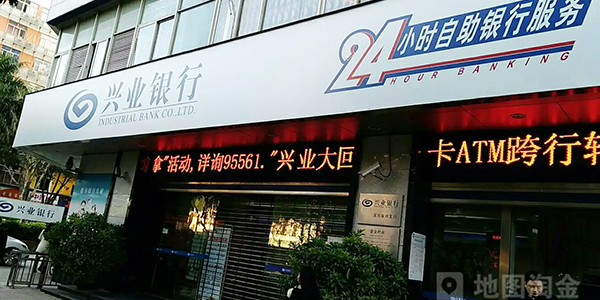 兴业银行
INDUSTRIAL BANK CO.,LTD.
24小时自助银行服务
HOUR BANKING
拿"活动,详询95561."兴业大回
卡ATM跨行转
兴业银行
兴业银行
地图淘金